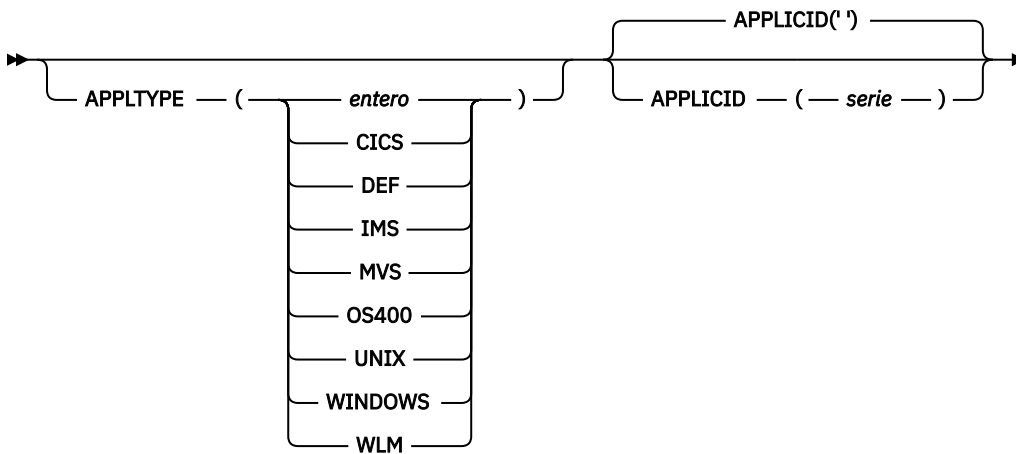 APPLICID(' ')
APPLTYPE ( entero ) APPLICID ( serie )
CICS
DEF
IMS
MVS
OS400
UNIX
WINDOWS
WLM